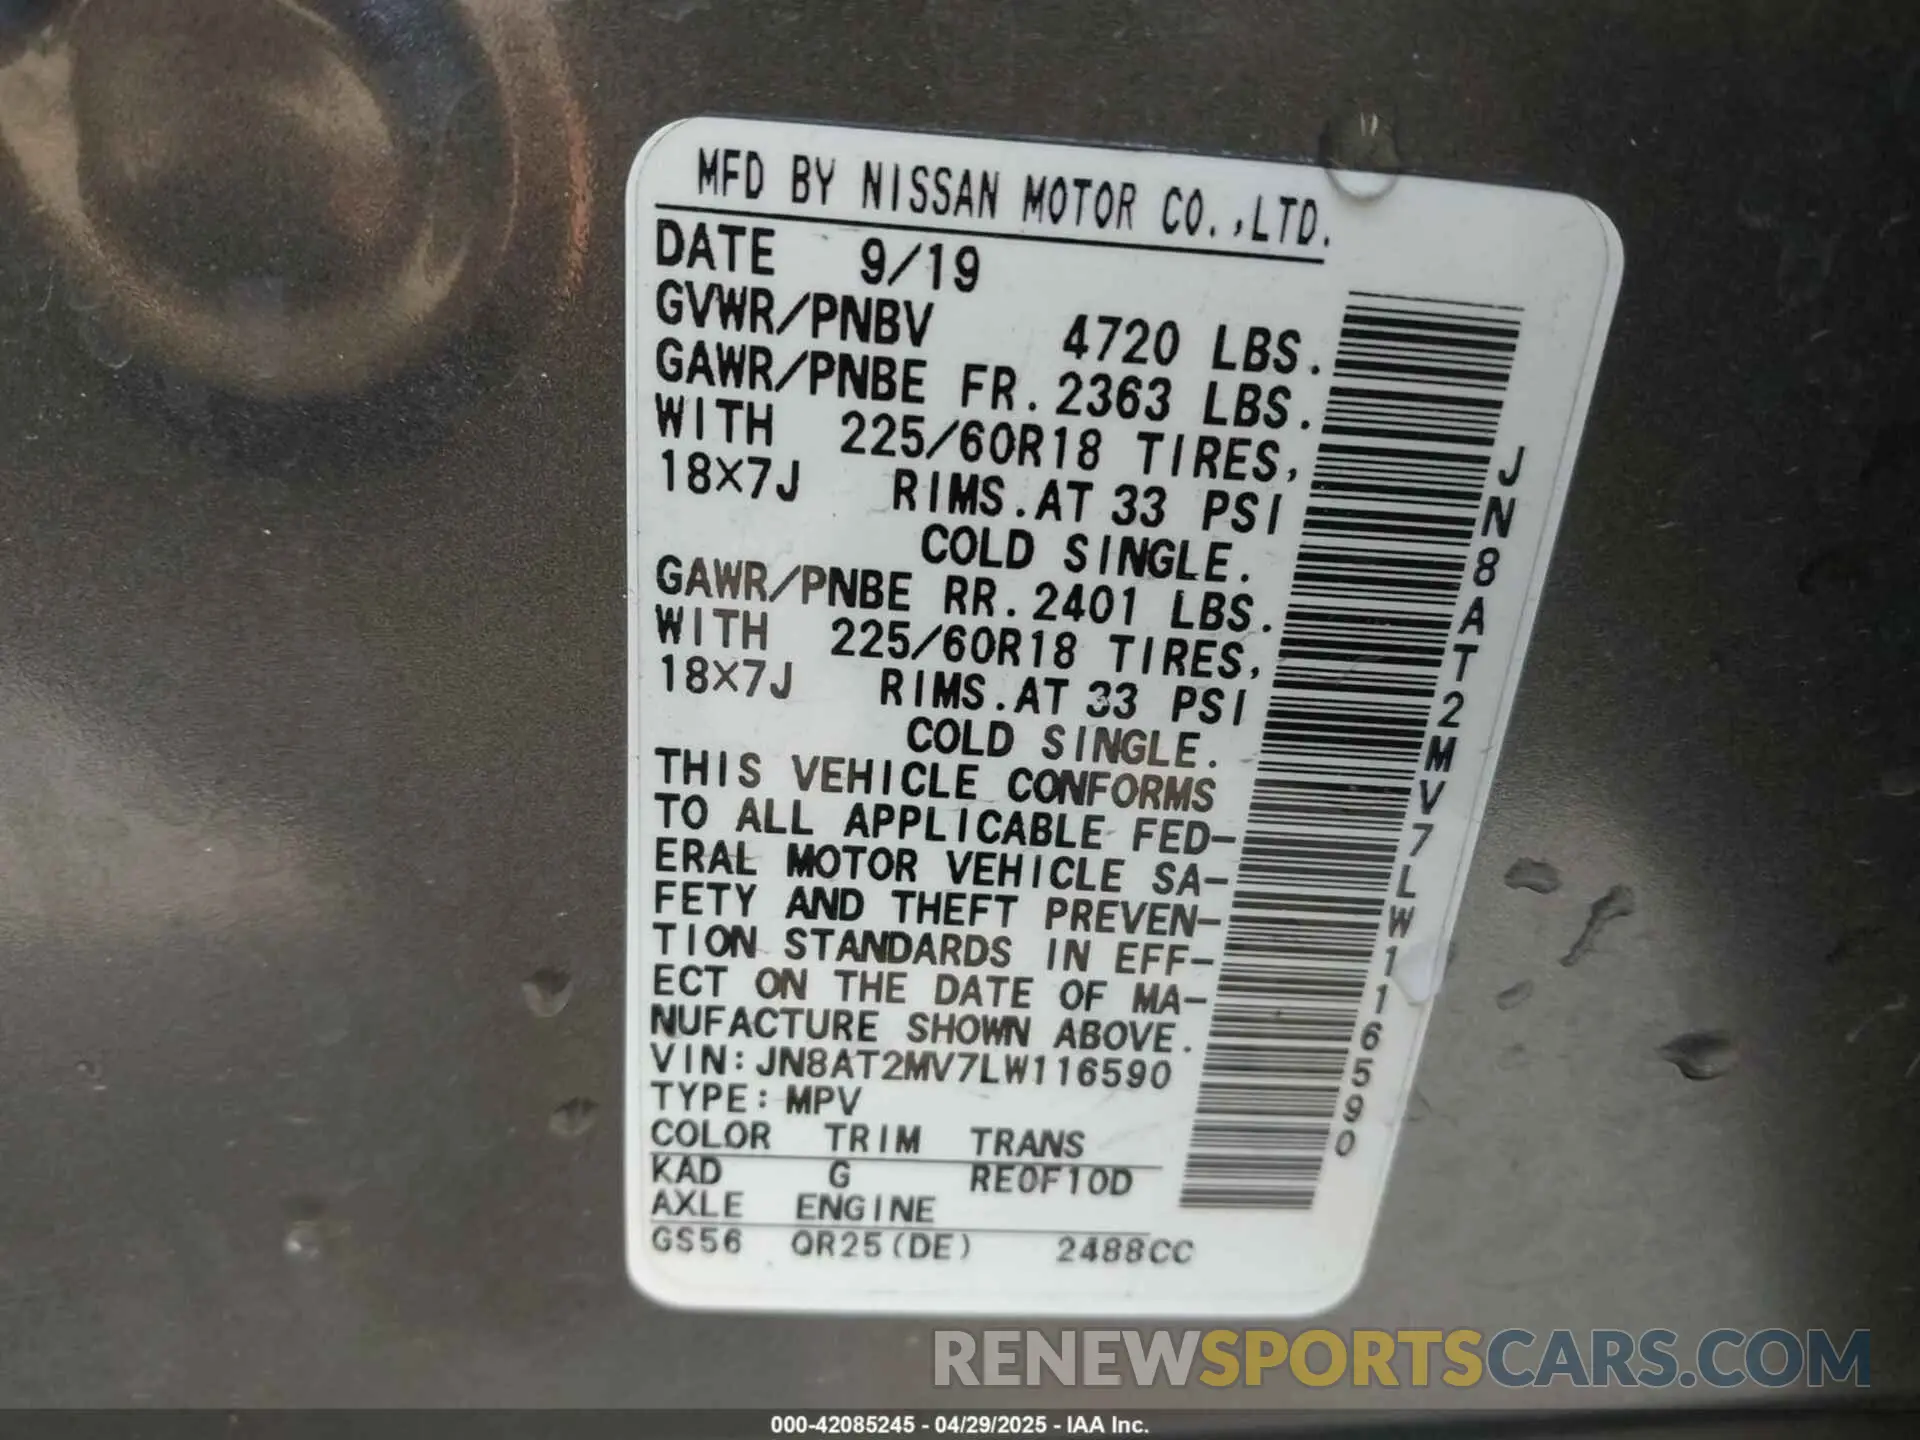 MFD BY NISSAN MOTOR CO.,LTD.
DATE 9/19
GVWR/PNBV 4720 LBS.
GAWR/PNBE FR. 2363 LBS.
WITH 225/60R18 TIRES,
18X7J RIMS. AT 33 PSI
COLD SINGLE.
GAWR/PNBE RR. 2401 LBS.
WITH 225/60R18 TIRES,
18X7J RIMS. AT 33 PSI
COLD SINGLE.
THIS VEHICLE CONFORMS
TO ALL APPLICABLE FED-
ERAL MOTOR VEHICLE SA-
FETY AND THEFT PREVEN-
TION STANDARDS IN EFF-
ECT ON THE DATE OF MA-
NUFACTURE SHOWN ABOVE.
VIN: JN8AT2MV7LW116590
TYPE: MPV
COLOR TRIM TRANS
KAD G RE0F10D
AXLE ENGINE
GS56 QR25(DE) 2488CC
JN8AT2MV7LW116590
RENEWSPORTSCARS.COM
000-42085245 - 04/29/2025 - IAA Inc.